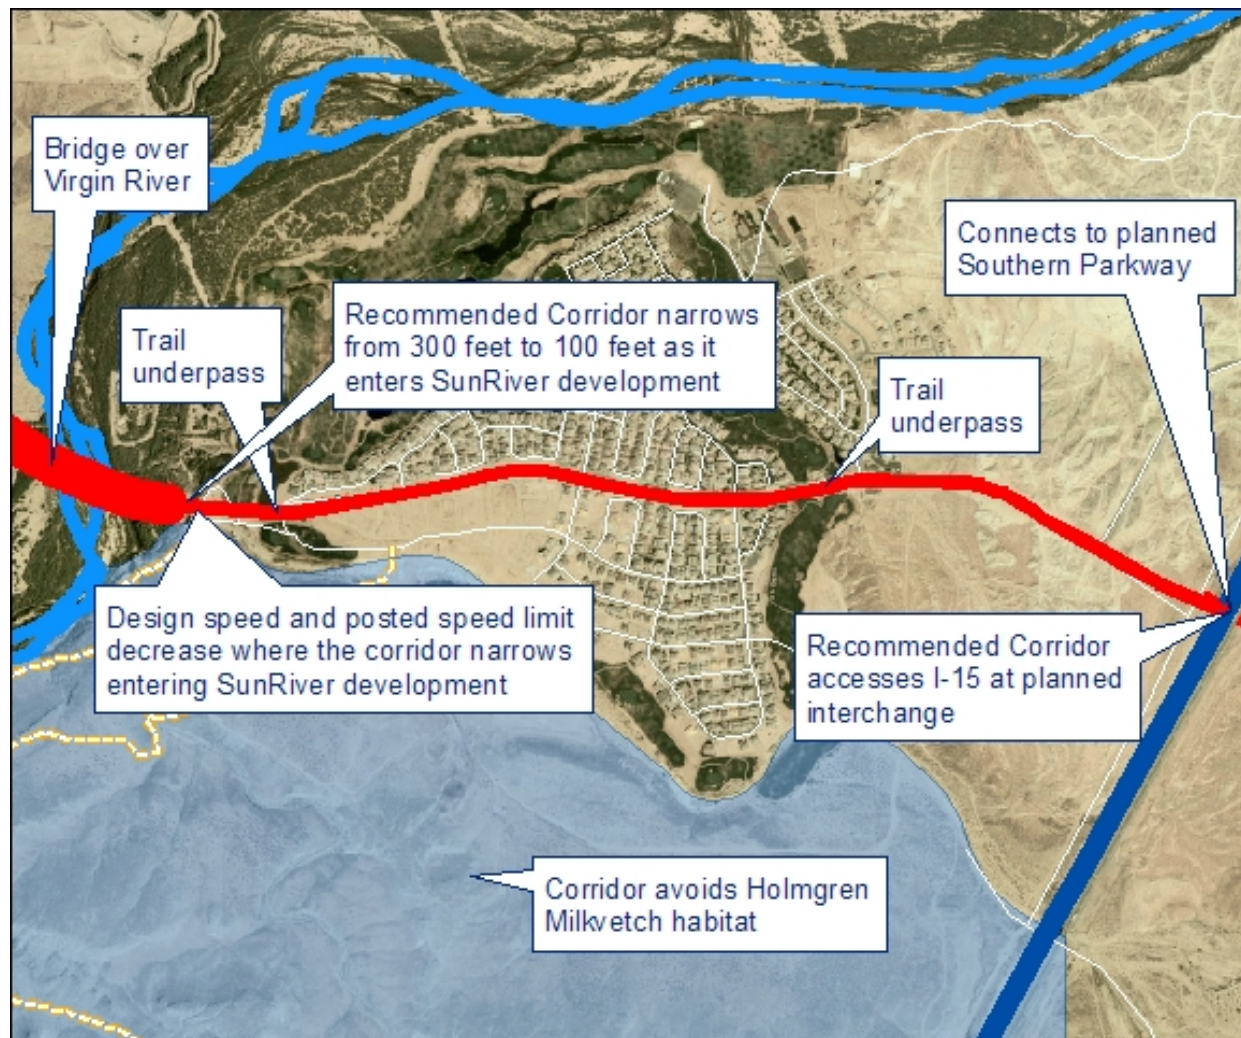 Bridge over
Virgin River
Connects to planned
Southern Parkway
Trail
underpass
Recommended Corridor narrows
from 300 feet to 100 feet as it
enters SunRiver development
Trail
underpass
Design speed and posted speed limit
decrease where the corridor narrows
entering SunRiver development
Recommended Corridor
accesses I-15 at planned
interchange
Corridor avoids Holmgren
Milkvetch habitat